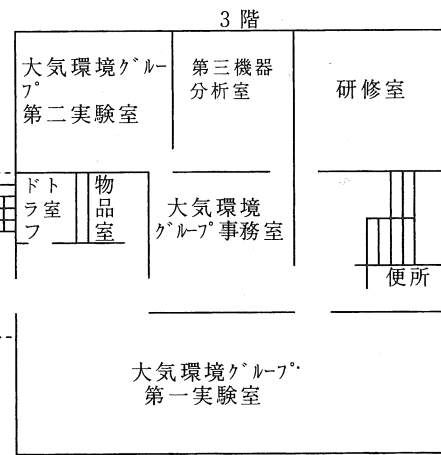 3階
大気環境ｸﾞﾙｰ
ﾌﾟ
第二実験室
第三機器
分析室
研修室
ドラフト室
物品室
大気環境
ｸﾞﾙｰﾌﾟ事務室
便所
大気環境ｸﾞﾙｰﾌﾟ
第一実験室